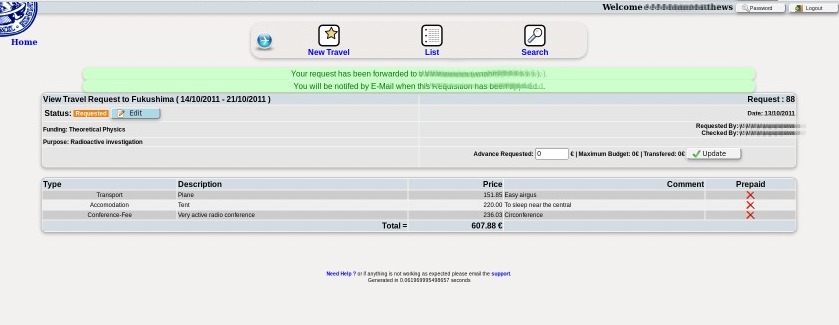 Welcome thews Password Logout
Home
New Travel List Search
Your request has been forwarded to
You will be notifed by E-Mail when this Requisition has been
View Travel Request to Fukushima ( 14/10/2011 - 21/10/2011 ) Request : 88
Status: Requested Edit Date: 13/10/2011
Funding: Theoretical Physics Requested By:
Checked By:
Purpose: Radioactive investigation
Advance Requested: 0 € | Maximum Budget: 0€ | Transfered: 0€ Update
Type Description Price Comment Prepaid
Transport Plane 151.85 Easy airgus
Accomodation Tent 220.00 To sleep near the central
Conference-Fee Very active radio conference 236.03 Circonference
Total = 607.88 €
Need Help ? or if anything is not working as expected please email the support.
Generated in 0.061969995498657 seconds